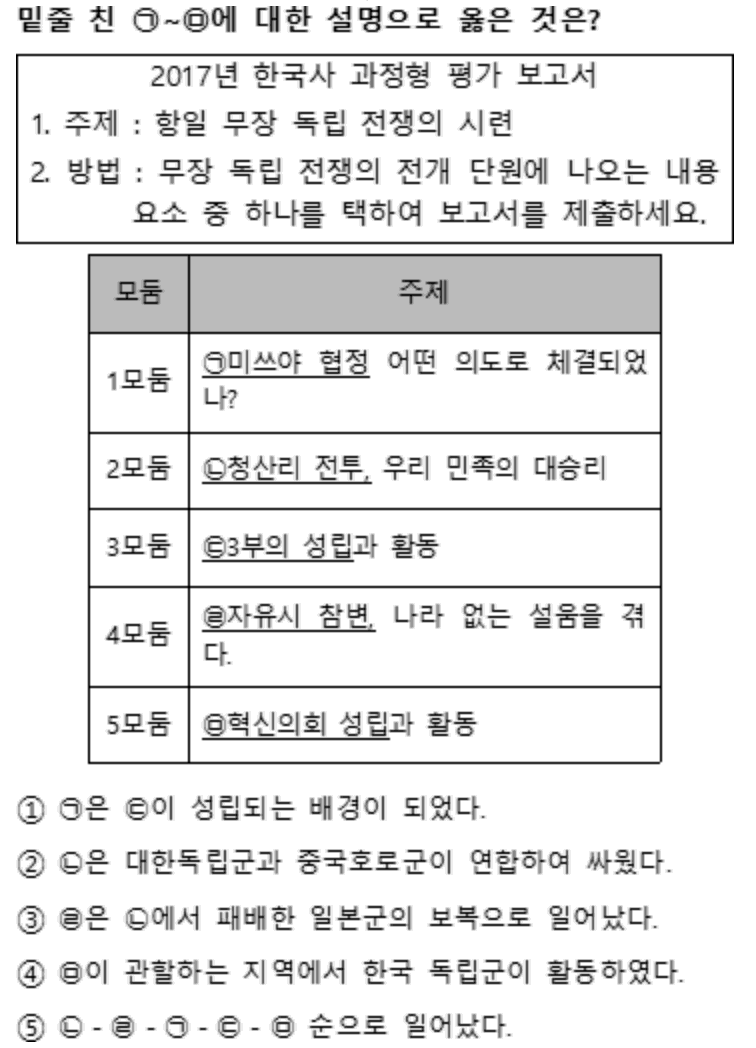 밑줄 친 ㉠~㉤에 대한 설명으로 옳은 것은?
2017년 한국사 과정형 평가 보고서
1. 주제 : 항일 무장 독립 전쟁의 시련
2. 방법 : 무장 독립 전쟁의 전개 단원에 나오는 내용
요소 중 하나를 택하여 보고서를 제출하세요.
모둠 주제
1모둠 ㉠미쓰야 협정 어떤 의도로 체결되었
나?
2모둠 ㉡청산리 전투, 우리 민족의 대승리
3모둠 ㉢3부의 성립과 활동
4모둠 ㉣자유시 참변, 나라 없는 설움을 겪
다.
5모둠 ㉤혁신의회 성립과 활동
① ㉠은 ㉢이 성립되는 배경이 되었다.
② ㉡은 대한독립군과 중국호로군이 연합하여 싸웠다.
③ ㉣은 ㉡에서 패배한 일본군의 보복으로 일어났다.
④ ㉤이 관할하는 지역에서 한국 독립군이 활동하였다.
⑤ ㉡ - ㉣ - ㉠ - ㉢ - ㉤ 순으로 일어났다.